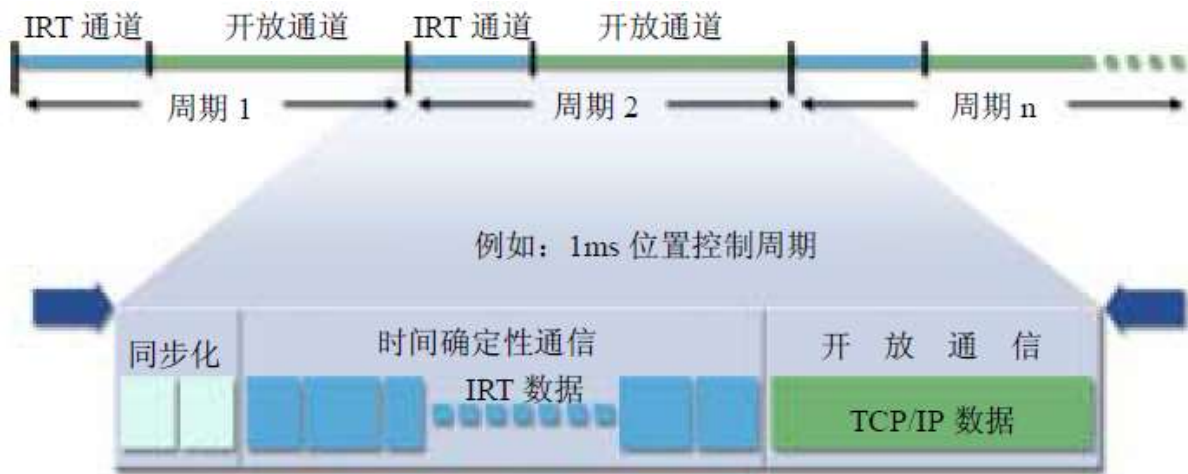 IRT 通道 开放通道 IRT 通道 开放通道
周期 1 周期 2 周期 n
例如：1ms 位置控制周期
同步化 时间确定性通信 开 放 通 信
IRT 数据
TCP/IP 数据